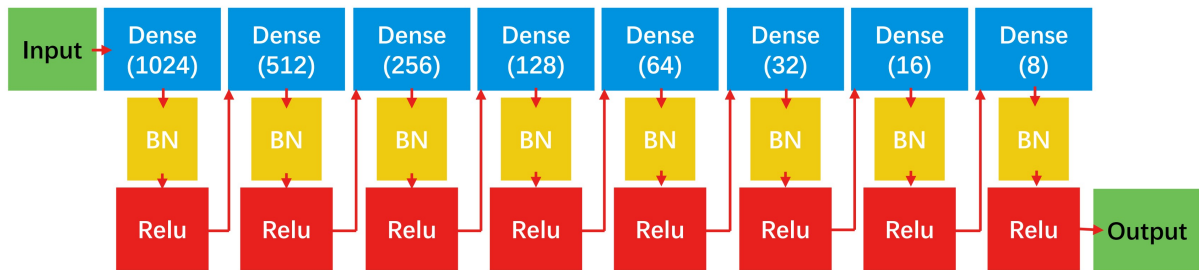 Input
Dense
(1024)
Dense
(512)
Dense
(256)
Dense
(128)
Dense
(64)
Dense
(32)
Dense
(16)
Dense
(8)
BN
BN
BN
BN
BN
BN
BN
BN
Relu
Relu
Relu
Relu
Relu
Relu
Relu
Relu
Output